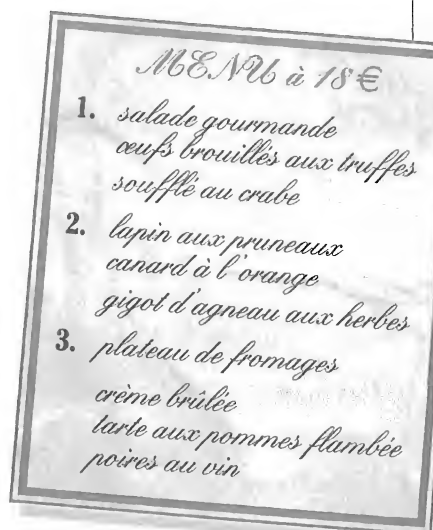 MENU à 18 €
1. salade gourmande
œufs brouillés aux truffes
soufflé au crabe
2. lapin aux pruneaux
canard à l'orange
gigot d'agneau aux herbes
3. plateau de fromages
crème brûlée
tarte aux pommes flambée
poires au vin